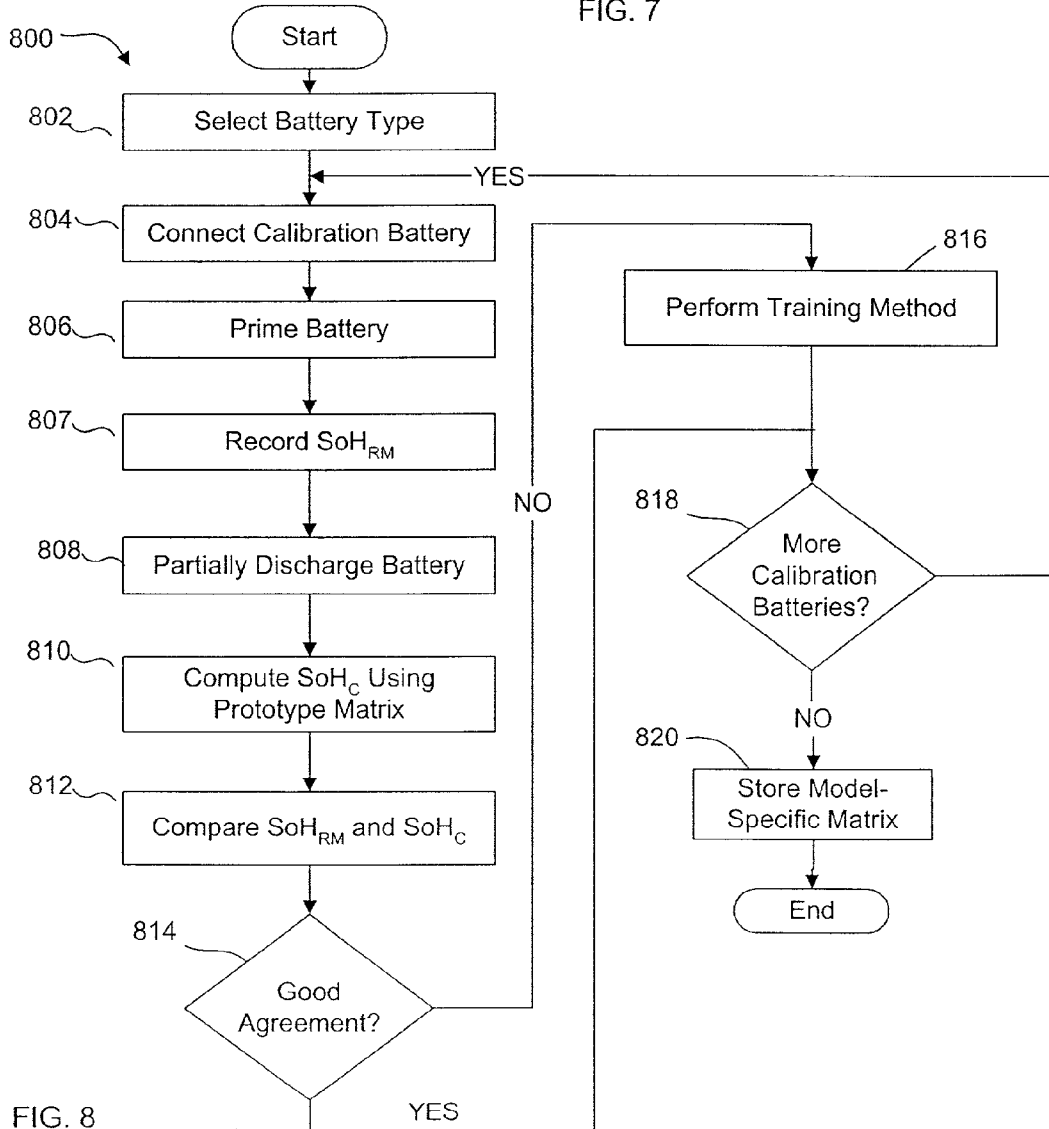 FIG. 7
800
Start
802
Select Battery Type
YES
804
Connect Calibration Battery
806
Prime Battery
807
Record SoH_RM
808
Partially Discharge Battery
810
Compute SoH_C Using
Prototype Matrix
812
Compare SoH_RM and SoH_C
814
Good
Agreement?
YES
NO
816
Perform Training Method
818
More
Calibration
Batteries?
NO
820
Store Model-
Specific Matrix
End
FIG. 8